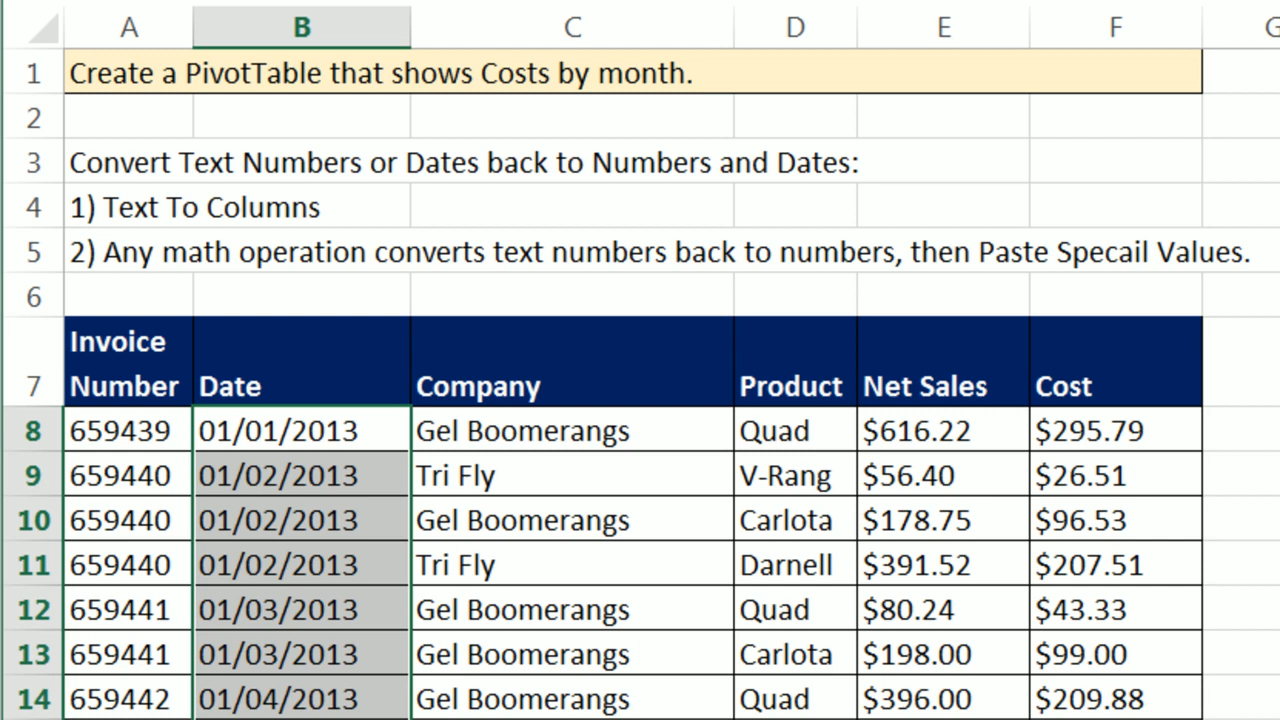 A B C D E F G
1 Create a PivotTable that shows Costs by month.
2
3 Convert Text Numbers or Dates back to Numbers and Dates:
4 1) Text To Columns
5 2) Any math operation converts text numbers back to numbers, then Paste Specail Values.
6
Invoice
7 Number Date Company Product Net Sales Cost
8 659439 01/01/2013 Gel Boomerangs Quad $616.22 $295.79
9 659440 01/02/2013 Tri Fly V-Rang $56.40 $26.51
10 659440 01/02/2013 Gel Boomerangs Carlota $178.75 $96.53
11 659440 01/02/2013 Tri Fly Darnell $391.52 $207.51
12 659441 01/03/2013 Gel Boomerangs Quad $80.24 $43.33
13 659441 01/03/2013 Gel Boomerangs Carlota $198.00 $99.00
14 659442 01/04/2013 Gel Boomerangs Quad $396.00 $209.88